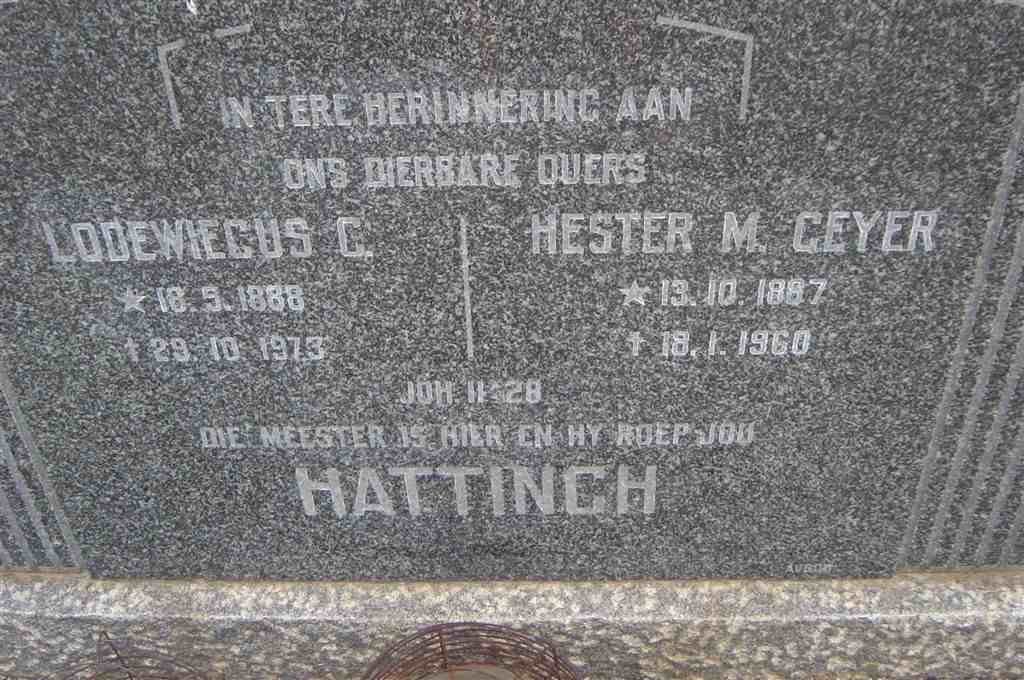 IN TERE HERINNERING AAN
ONS DIERBARE OUERS
LODEWIECUS C. HESTER M. GEYER
★ 18.5.1888 ★ 13.10.1887
† 29.10.1973 † 18.1.1960
JOH 11:28
DIE MEESTER IS HIER EN HY ROEP JOU
HATTINGH